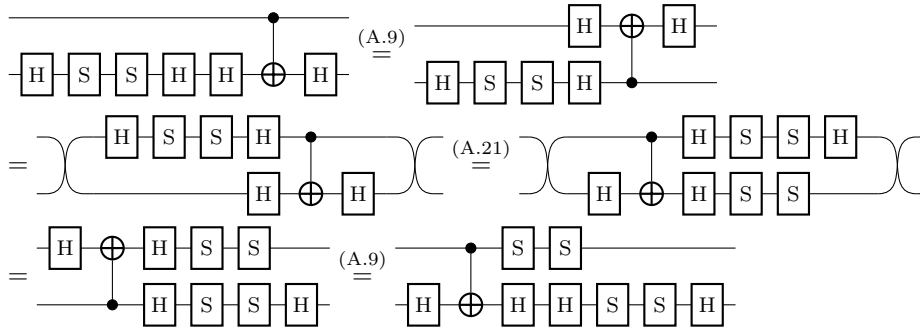 H (A.9) H H
H S S H H H = H S S H
H S S H (A.21) H S S H
= H H = H H S S
H H S S (A.9) S S
= H S S H = H H H S S H